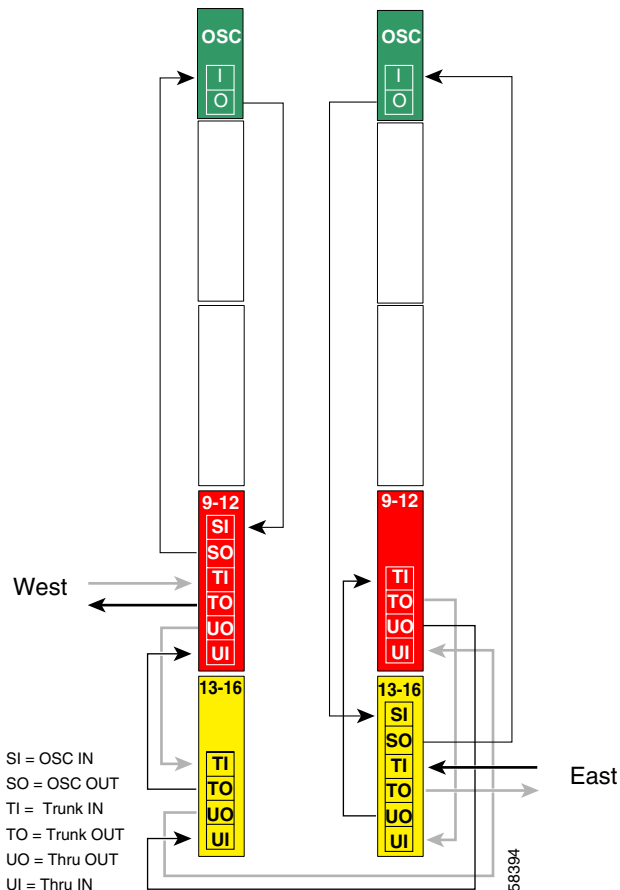 OSC
I
O
OSC
I
O
9-12
SI
SO
TI
TO
UO
UI
9-12
TI
TO
UO
UI
West
13-16
TI
TO
UO
UI
13-16
SI
SO
TI
TO
UO
UI
East
SI = OSC IN
SO = OSC OUT
TI = Trunk IN
TO = Trunk OUT
UO = Thru OUT
UI = Thru IN
58394